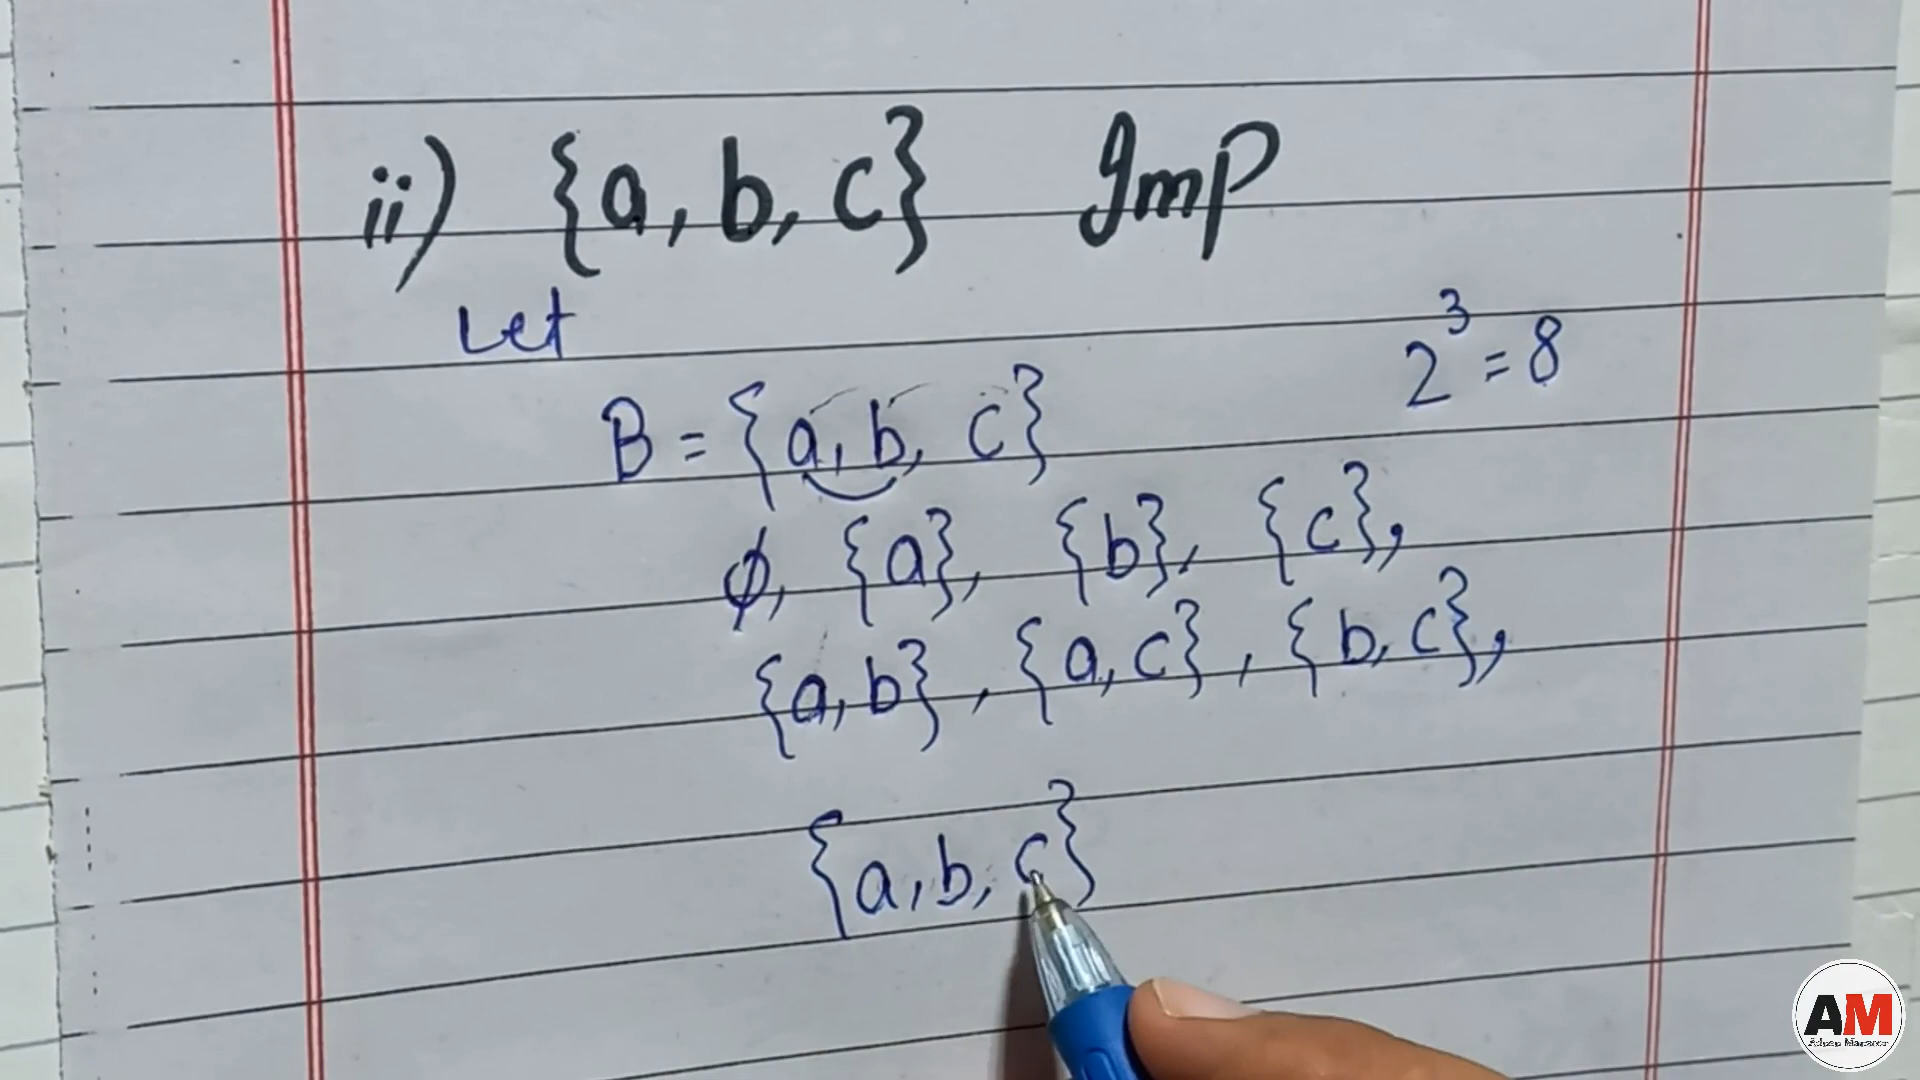 ii) {a, b, c} Imp
Let
2³ = 8
B = {a, b, c}
ϕ, {a}, {b}, {c},
{a, b}, {a, c}, {b, c},
{a, b, c}
AM